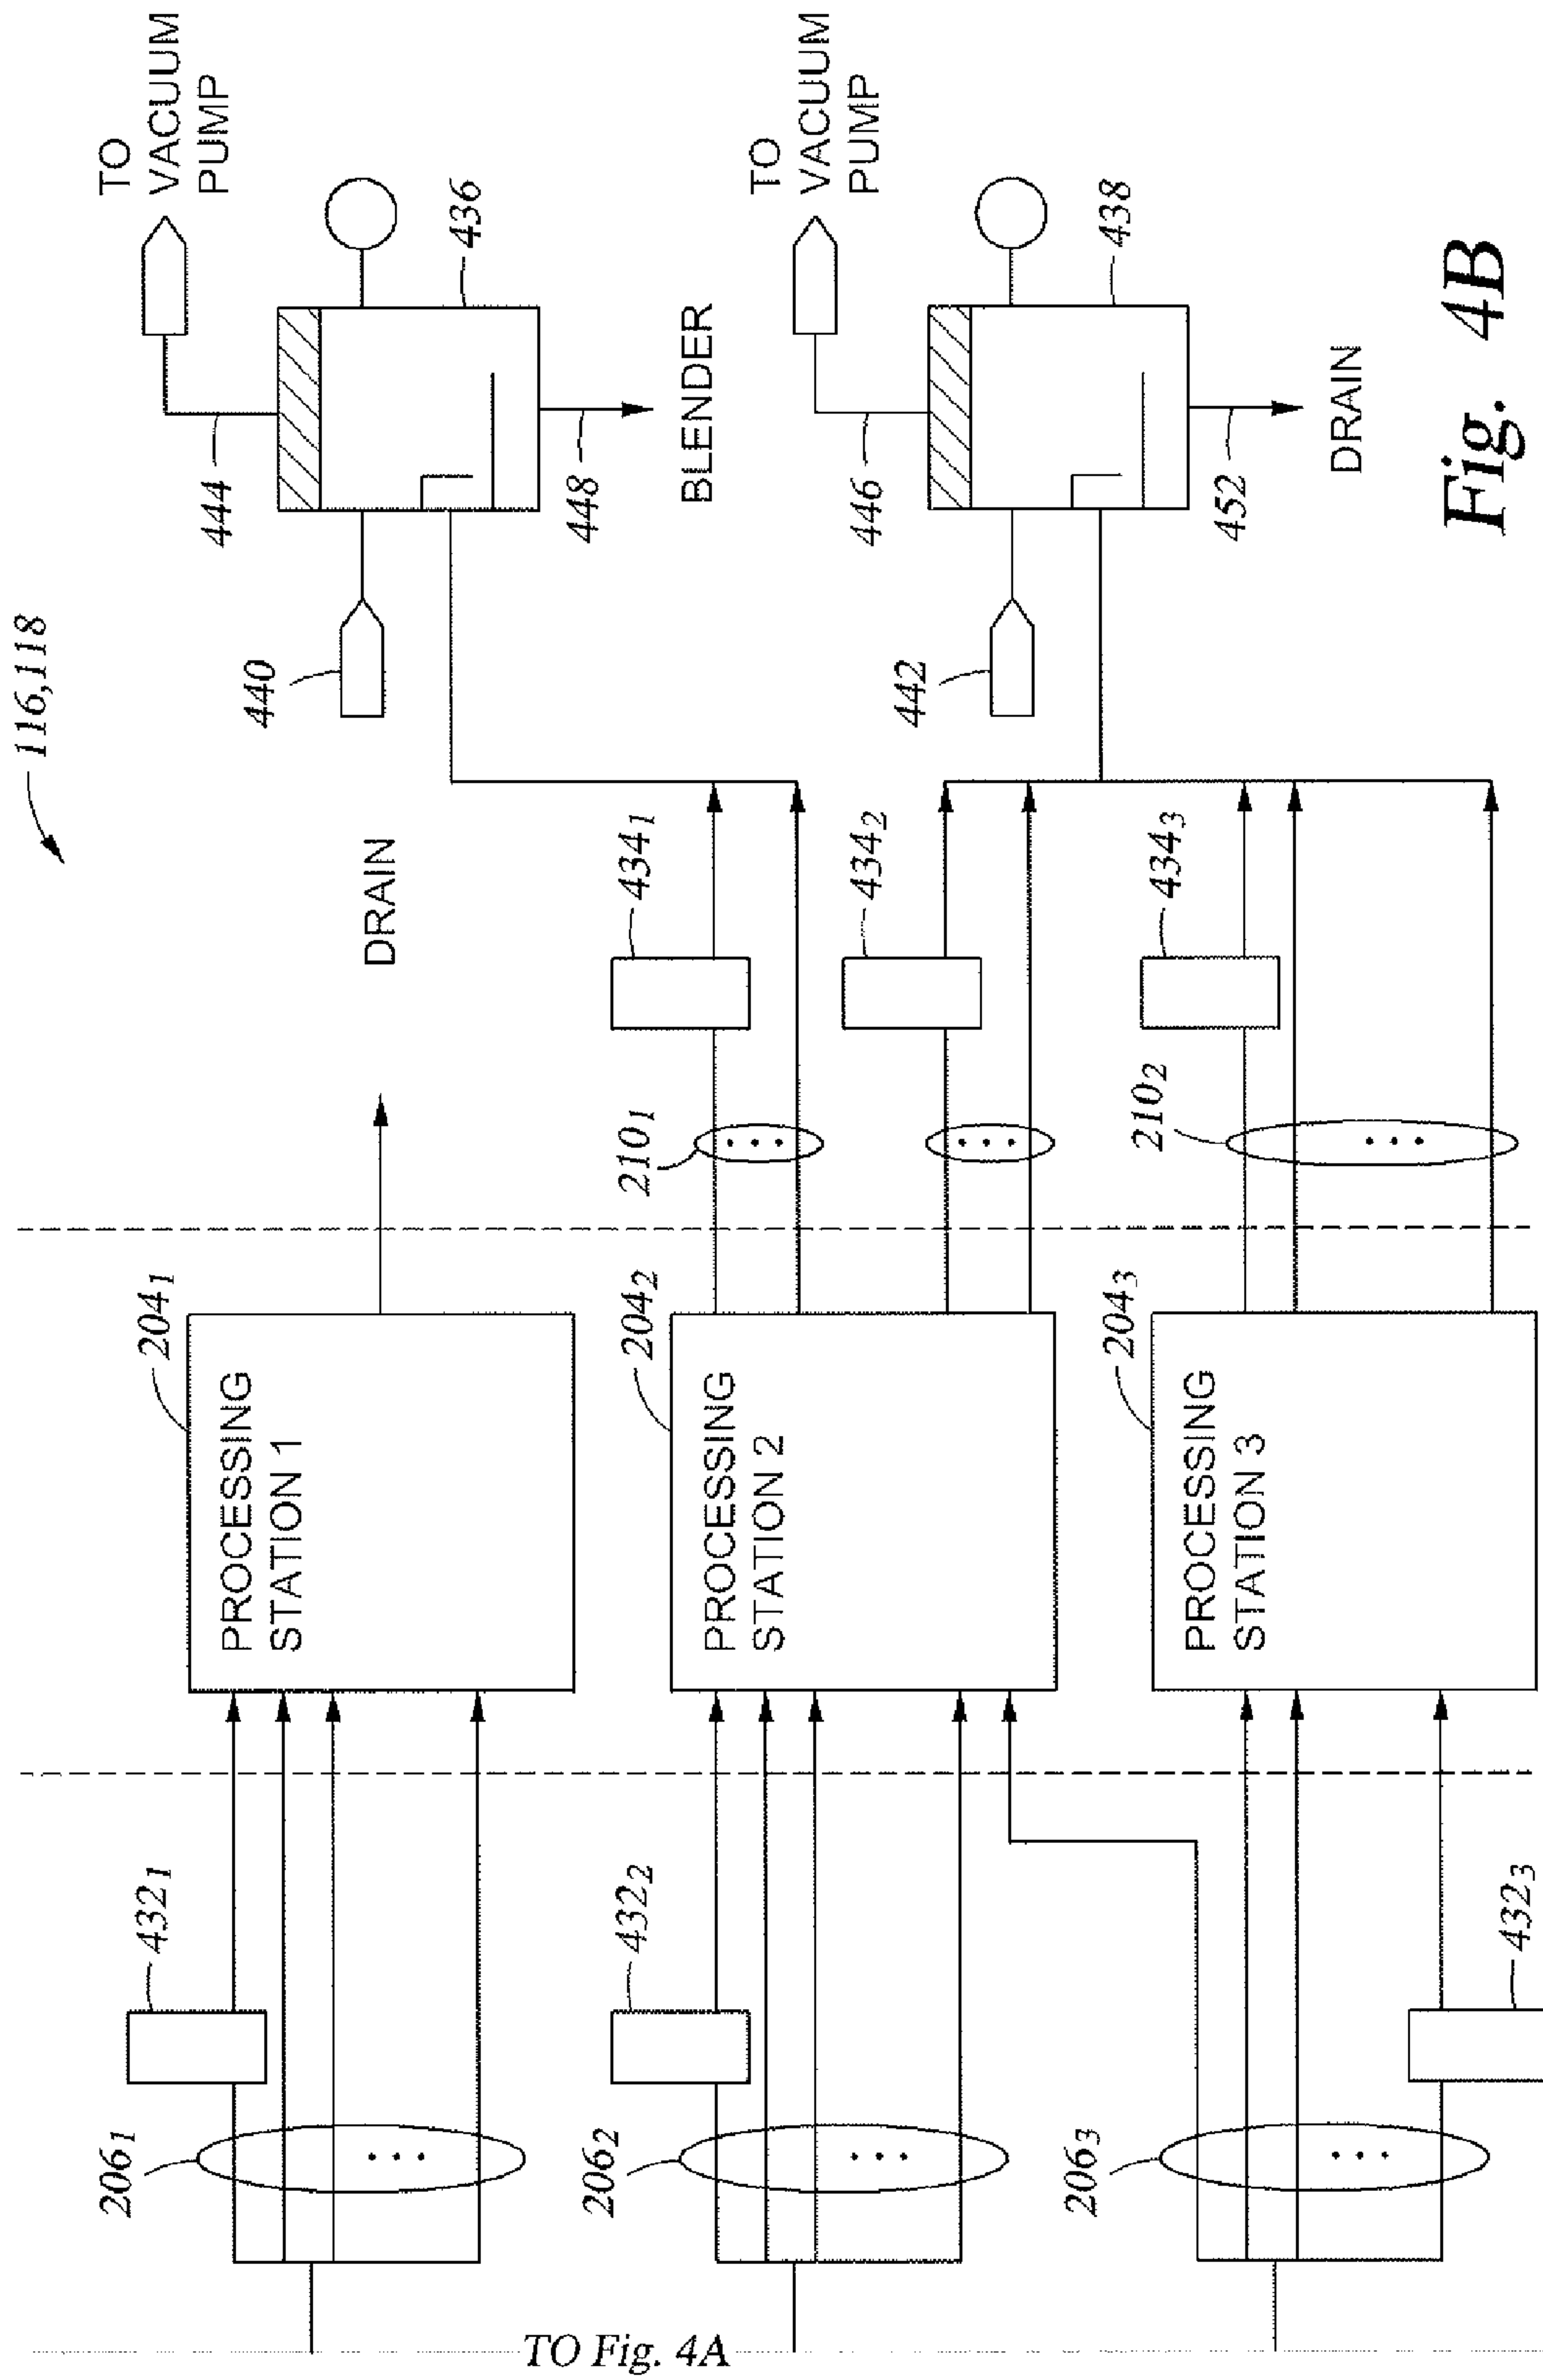 116,118
TO
VACUUM
PUMP
444
436
440
448
BLENDER
DRAIN
TO
VACUUM
PUMP
446
438
442
452
DRAIN
434₁
434₂
434₃
210₁
210₂
204₁
PROCESSING
STATION 1
204₂
PROCESSING
STATION 2
204₃
PROCESSING
STATION 3
432₁
432₂
432₃
206₁
206₂
206₃
TO Fig. 4A
Fig. 4B